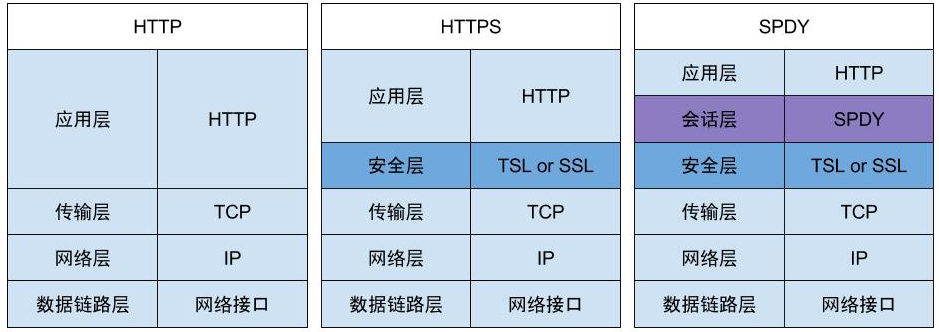 HTTP
应用层 HTTP
传输层 TCP
网络层 IP
数据链路层 网络接口
HTTPS
应用层 HTTP
安全层 TSL or SSL
传输层 TCP
网络层 IP
数据链路层 网络接口
SPDY
应用层 HTTP
会话层 SPDY
安全层 TSL or SSL
传输层 TCP
网络层 IP
数据链路层 网络接口